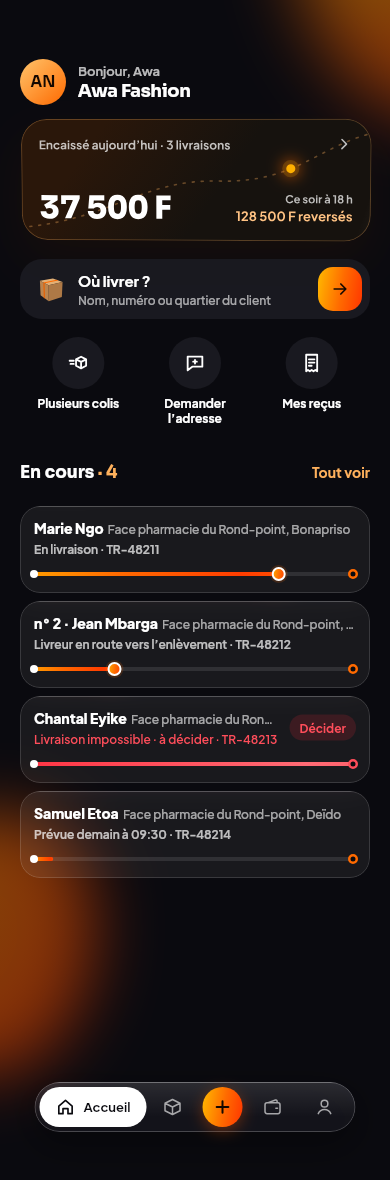 AN
Bonjour, Awa
Awa Fashion
Encaissé aujourd’hui · 3 livraisons
37 500 F
Ce soir à 18 h
128 500 F reversés
Où livrer ?
Nom, numéro ou quartier du client
Plusieurs colis
Demander
l’adresse
Mes reçus
En cours · 4
Tout voir
Marie Ngo Face pharmacie du Rond-point, Bonapriso
En livraison · TR-48211
n° 2 · Jean Mbarga Face pharmacie du Rond-point, ...
Livreur en route vers l’enlèvement · TR-48212
Chantal Eyike Face pharmacie du Ron...
Livraison impossible · à décider · TR-48213
Décider
Samuel Etoa Face pharmacie du Rond-point, Deïdo
Prévue demain à 09:30 · TR-48214
Accueil